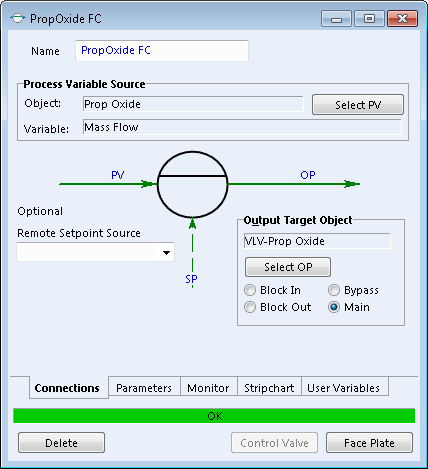 PropOxide FC
Name PropOxide FC
Process Variable Source
Object: Prop Oxide Select PV
Variable: Mass Flow
PV OP
Optional
Remote Setpoint Source
SP
Output Target Object
VLV-Prop Oxide
Select OP
Block In Bypass
Block Out Main
Connections Parameters Monitor Stripchart User Variables
OK
Delete Control Valve Face Plate